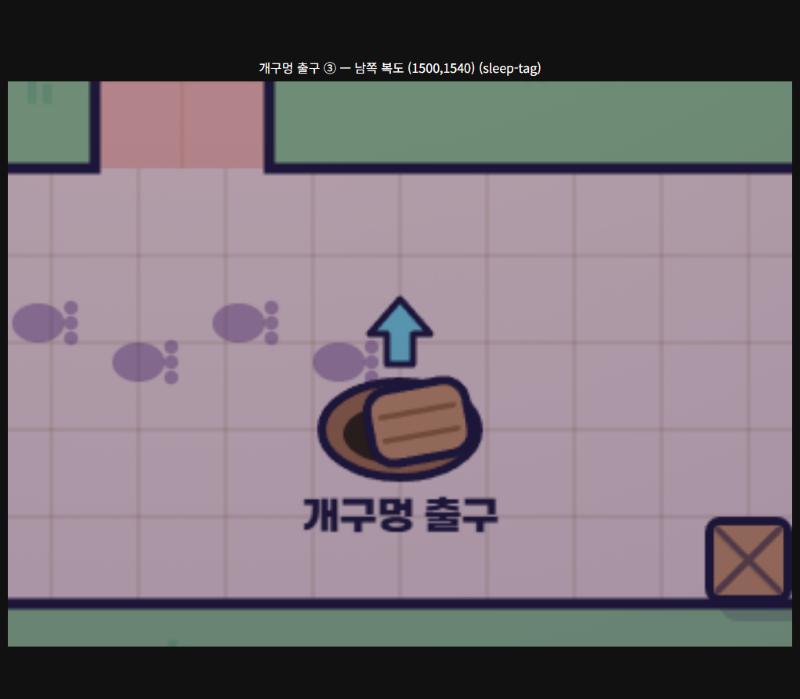 개구멍 출구 ③ — 남쪽 복도 (1500,1540) (sleep-tag)
개구멍 출구